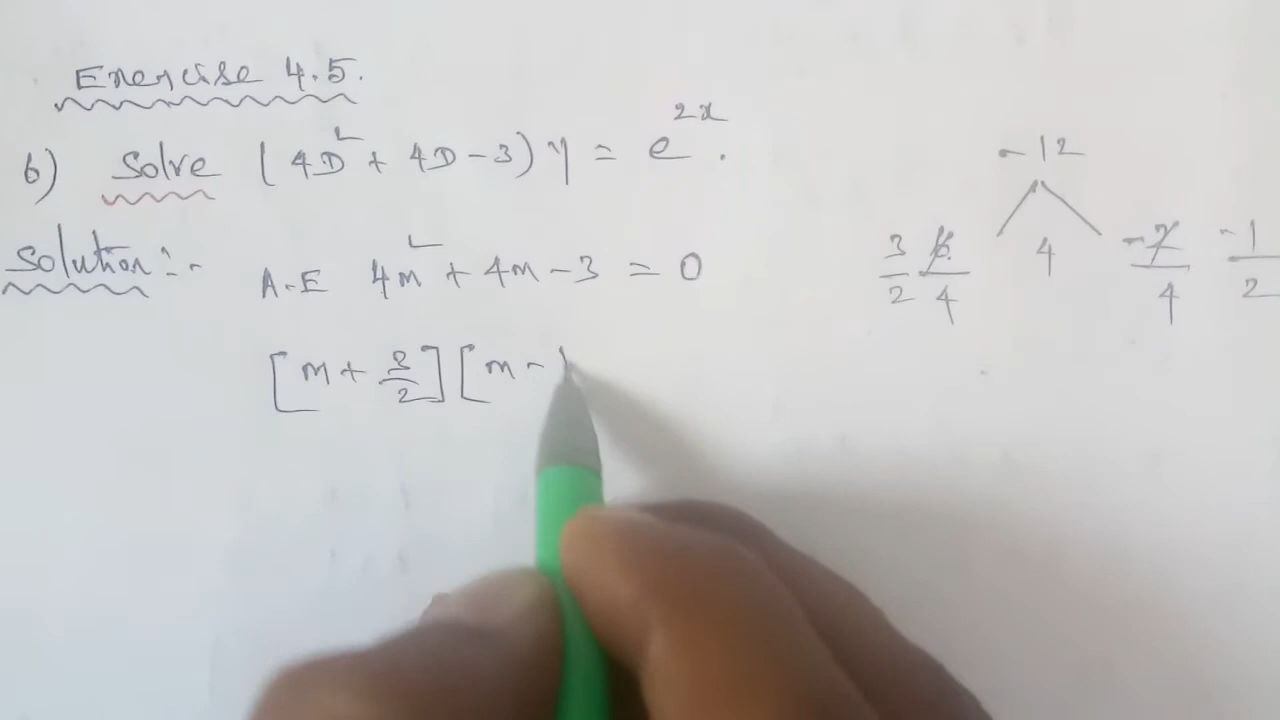 Exercise 4.5.
6) Solve (4D² + 4D - 3) y = e^{2x}.
Solution :-
A.E 4m² + 4m - 3 = 0
[m + 3/2] [m - 1
-12
3/2 6/4 4 -2/4 -1/2